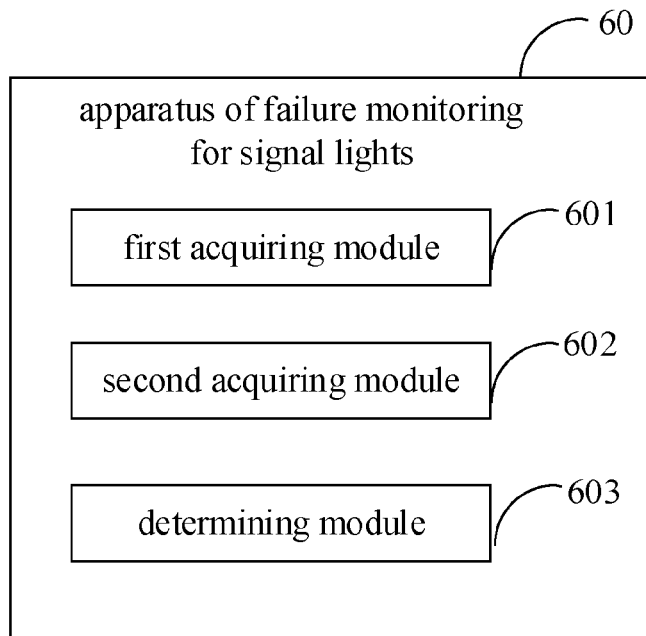 60
apparatus of failure monitoring
for signal lights
601
first acquiring module
602
second acquiring module
603
determining module